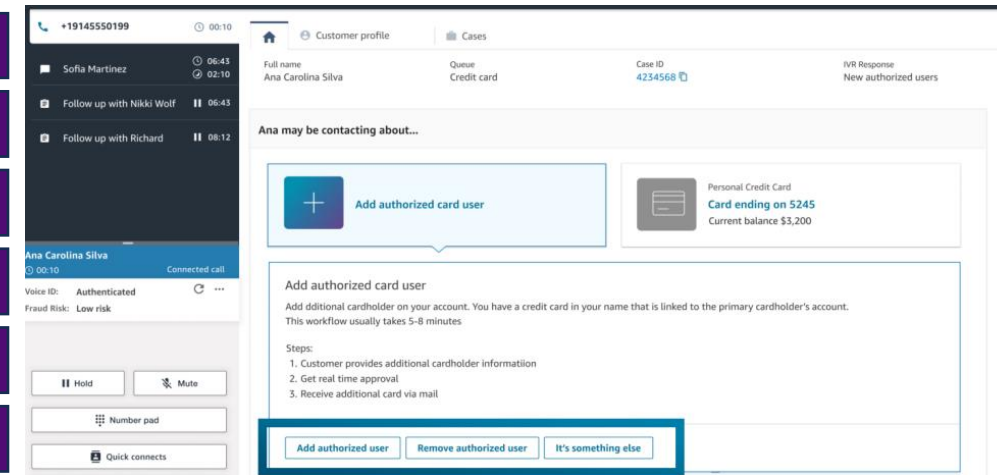 +19145550199
00:10
Sofia Martinez
06:43
02:10
Follow up with Nikki Wolf
06:43
Follow up with Richard
08:12
Ana Carolina Silva
00:10
Connected call
Voice ID: Authenticated
Fraud Risk: Low risk
Hold
Mute
Number pad
Quick connects
Customer profile
Cases
Full name
Ana Carolina Silva
Queue
Credit card
Case ID
4234568
IVR Response
New authorized users
Ana may be contacting about...
Add authorized card user
Personal Credit Card
Card ending on 5245
Current balance $3,200
Add authorized card user
Add dditional cardholder on your account. You have a credit card in your name that is linked to the primary cardholder's account.
This workflow usually takes 5-8 minutes
Steps:
1. Customer provides additional cardholder informatiion
2. Get real time approval
3. Receive additional card via mail
Add authorized user
Remove authorized user
It's something else